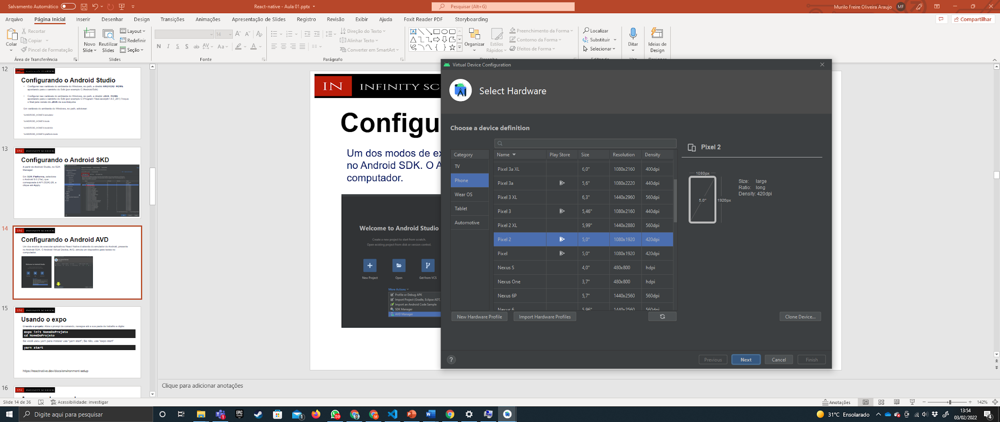 Salvamento Automático
React-native - Aula 01.pptx
Pesquisar (Alt+G)
Murilo Freire Oliveira Araujo
MF
Arquivo
Página Inicial
Inserir
Desenhar
Design
Transições
Animações
Apresentação de Slides
Registro
Revisão
Exibir
Ajuda
Foxit Reader PDF
Storyboarding
Compartilhar
Colar
Recortar
Copiar
Pincel de Formatação
Área de Transferência
Novo
Slide
Reutilizar
Slides
Layout
Redefinir
Seção
Slides
14
N I S S ab AV Aa A
Fonte
Direção do Texto
Alinhar Texto
Converter em SmartArt
Parágrafo
Organizar
Estilos
Rápidos
Preenchimento da Forma
Contorno da Forma
Efeitos de Forma
Localizar
Substituir
Selecionar
Ditar
Ideias de
Design
12
Configurando o Android Studio
Configurar nas variáveis do ambiente do Windows, no path, a diretriz ANDROID_HOME
apontando para o caminho do Sdk (por exemplo C:/Android/Sdk)
Configurar nas variáveis do ambiente do Windows, no path, a diretriz JAVA_HOME
apontando para o caminho do Sdk (por exemplo C:\Program Files\Java\jdk1.8.0_251) Troque
o final pela versão do JAVA da sua máquina
Em variáveis do ambiente do Windows, no path, adicionar:
%ANDROID_HOME%\emulator
%ANDROID_HOME%\tools
%ANDROID_HOME%\tools\bin
%ANDROID_HOME%\platform-tools
13
IN INFINITY SCHOOL
Configurando o Android SKD
A partir do Android Studio, no SDK
Manager:
Em SDK Platforms, selecione
o Android 9.0 (Pie), que
corresponde à API (SDK) 28, e
clique em Apply.
14
IN INFINITY SCHOOL
Configurando o Android AVD
Um dos modos de executar aplicativos React Native é através do emulador do Android, presente
no Android SDK. O Android Virtual Device, AVD, simula um dispositivo para testes no
computador.
Welcome to Android Studio
15
IN INFINITY SCHOOL
Usando o expo
Criando o projeto: Abra o prompt de comando, navegue até a sua pasta de trabalho e digite:
expo init NomeDoProjeto
cd NomeDoProjeto
Se você usou yarn para instalar use "yarn start"; Se não, use "expo start"
yarn start
https://reactnative.dev/docs/environment-setup
16
IN INFINITY SCHOOL
IN INFINITY SC
Configu
Um dos modos de ex
no Android SDK. O A
computador.
Welcome to Android Studio
Create a new project to start from scratch.
Open existing project from disk or version control.
New Project
Open
Get from VCS
More Actions
Profile or Debug APK
Import Project (Gradle, Eclipse ADT,
Import an Android Code Sample
SDK Manager
AVD Manager
Virtual Device Configuration
Select Hardware
Choose a device definition
Category
TV
Phone
Wear OS
Tablet
Automotive
Name Play Store Size Resolution Density
Pixel 3a XL 6,0" 1080x2160 400dpi
Pixel 3a 5,6" 1080x2220 440dpi
Pixel 3 XL 6,3" 1440x2960 560dpi
Pixel 3 5,46" 1080x2160 440dpi
Pixel 2 XL 5,99" 1440x2880 560dpi
Pixel 2 5,0" 1080x1920 420dpi
Pixel 5,0" 1080x1920 420dpi
Nexus S 4,0" 480x800 hdpi
Nexus One 3,7" 480x800 hdpi
Nexus 6P 5,7" 1440x2560 560dpi
Nexus 6 5,96" 1440x2560 560dpi
Pixel 2
1080px
5,0"
1920px
Size: large
Ratio: long
Density: 420dpi
New Hardware Profile
Import Hardware Profiles
Clone Device...
?
Previous
Next
Cancel
Finish
Clique para adicionar anotações
Slide 14 de 36
Acessibilidade: investigar
Anotações
142%
Digite aqui para pesquisar
31°C Ensolarado
13:54
03/02/2022